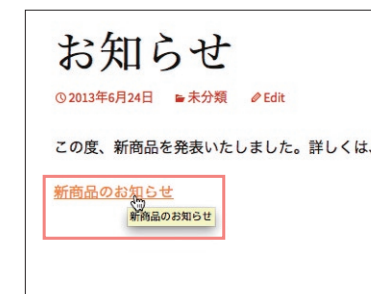 お知らせ
2013年6月24日 未分類 Edit
この度、新商品を発表いたしました。詳しくは、
新商品のお知らせ
新商品のお知らせ